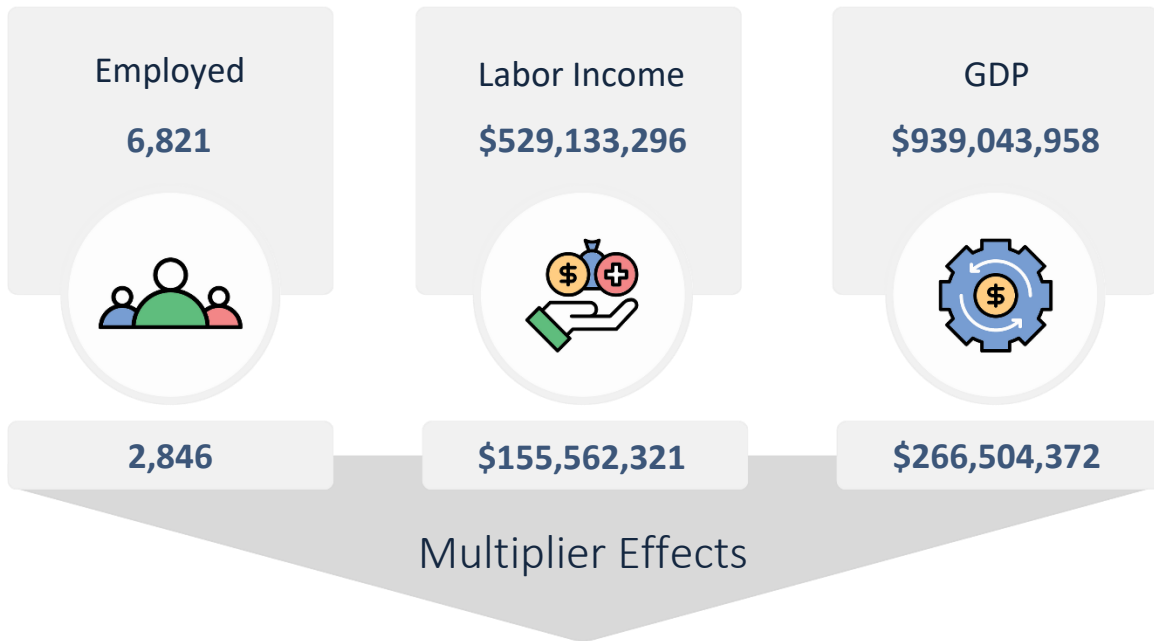 Employed
6,821
Labor Income
$529,133,296
GDP
$939,043,958
$
$
2,846
$155,562,321
$266,504,372
Multiplier Effects